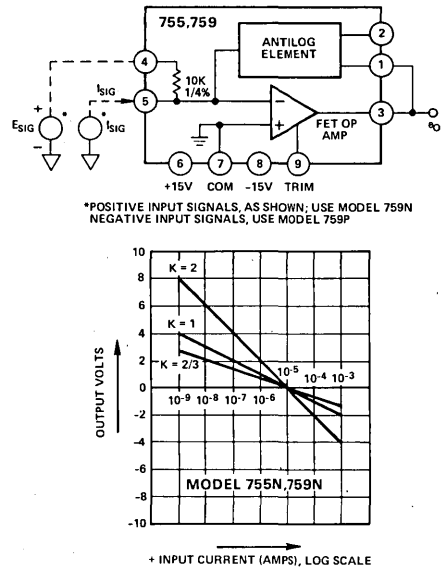 755,759
ANTILOG
ELEMENT
2
1
4
10K
1/4%
ISIG
5
ESIG
ISIG
+
−
*
*
−
+
FET OP
AMP
3
eO
6
7
8
9
+15V COM -15V TRIM
*POSITIVE INPUT SIGNALS, AS SHOWN; USE MODEL 759N
NEGATIVE INPUT SIGNALS, USE MODEL 759P
10
8
K = 2
6
4
K = 1
2
K = 2/3
0
10-5
10-4
10-3
10-9
10-8
10-7
10-6
-2
-4
-6
-8
-10
OUTPUT VOLTS
MODEL 755N,759N
+ INPUT CURRENT (AMPS), LOG SCALE